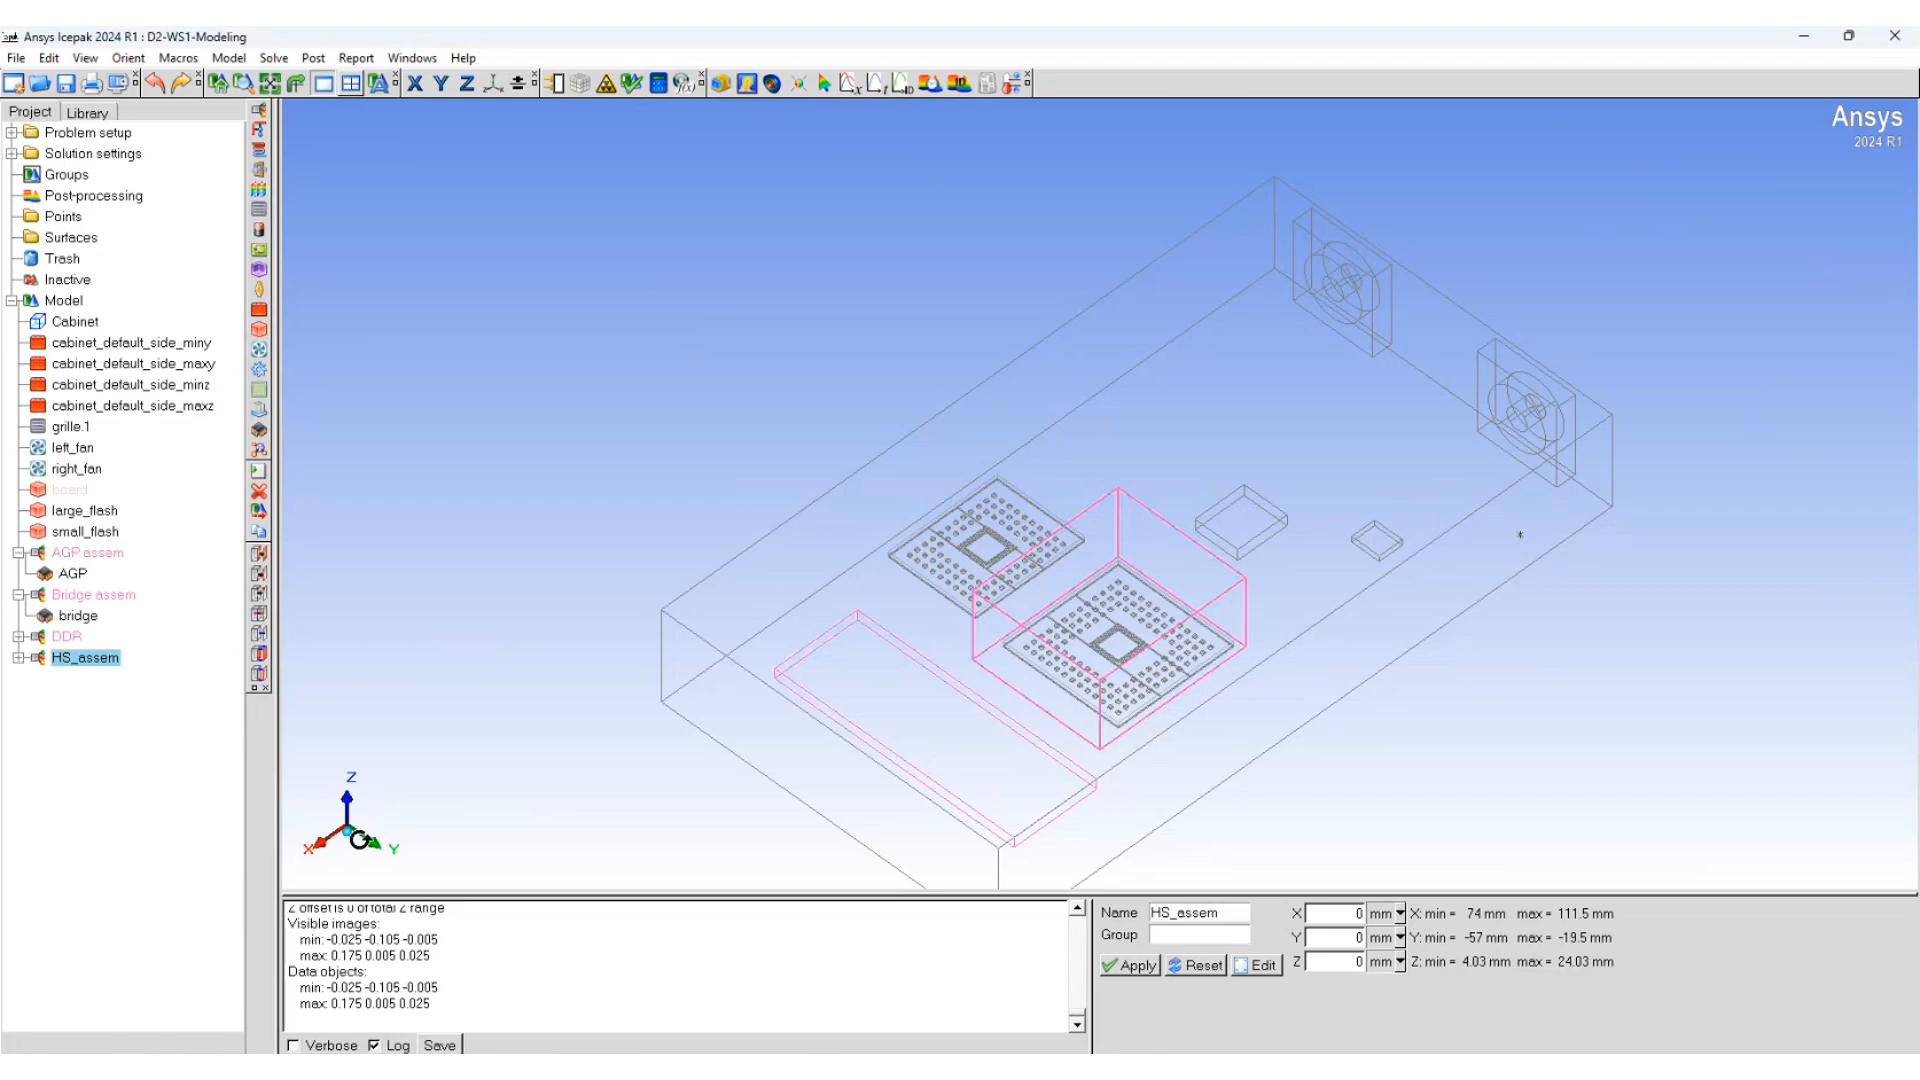 Ansys Icepak 2024 R1 : D2-WS1-Modeling
File Edit View Orient Macros Model Solve Post Report Windows Help
X Y Z
Project Library
Problem setup
Solution settings
Groups
Post-processing
Points
Surfaces
Trash
Inactive
Model
Cabinet
cabinet_default_side_miny
cabinet_default_side_maxy
cabinet_default_side_minz
cabinet_default_side_maxz
grille.1
left_fan
right_fan
board
large_flash
small_flash
AGP assem
AGP
Bridge assem
bridge
DDR
HS_assem
Ansys
2024 R1
Z
X
Y
Z offset is 0 of total Z range
Visible images:
min: -0.025 -0.105 -0.005
max: 0.175 0.005 0.025
Data objects:
min: -0.025 -0.105 -0.005
max: 0.175 0.005 0.025
Verbose Log Save
Name HS_assem
Group
Apply Reset Edit
X 0 mm X: min = 74 mm max = 111.5 mm
Y 0 mm Y: min = -57 mm max = -19.5 mm
Z 0 mm Z: min = 4.03 mm max = 24.03 mm